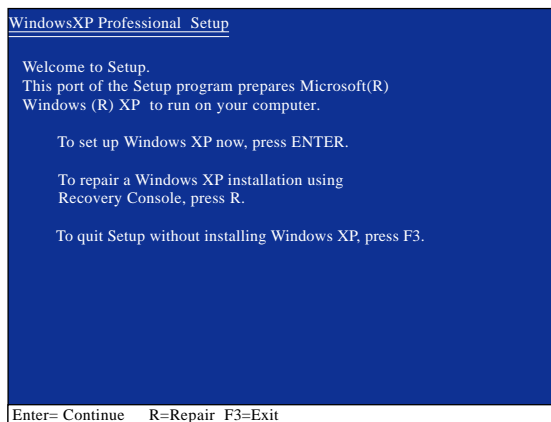 WindowsXP Professional  Setup
Welcome to Setup.
This port of the Setup program prepares Microsoft(R)
Windows (R) XP  to run on your computer.
To set up Windows XP now, press ENTER.
To repair a Windows XP installation using
Recovery Console, press R.
To quit Setup without installing Windows XP, press F3.
Enter= Continue    R=Repair  F3=Exit